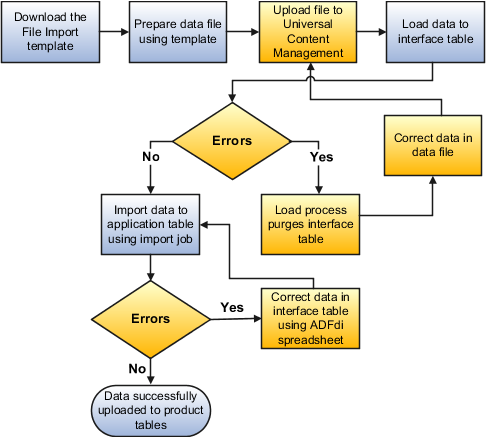 Download the
File Import
template
Prepare data file
using template
Upload file to
Universal
Content
Management
Load data to
interface table
Errors
No
Yes
Correct data in
data file
Import data to
application table
using import job
Load process
purges interface
table
Errors
Yes
Correct data in
interface table
using ADFdi
spreadsheet
No
Data successfully
uploaded to product
tables